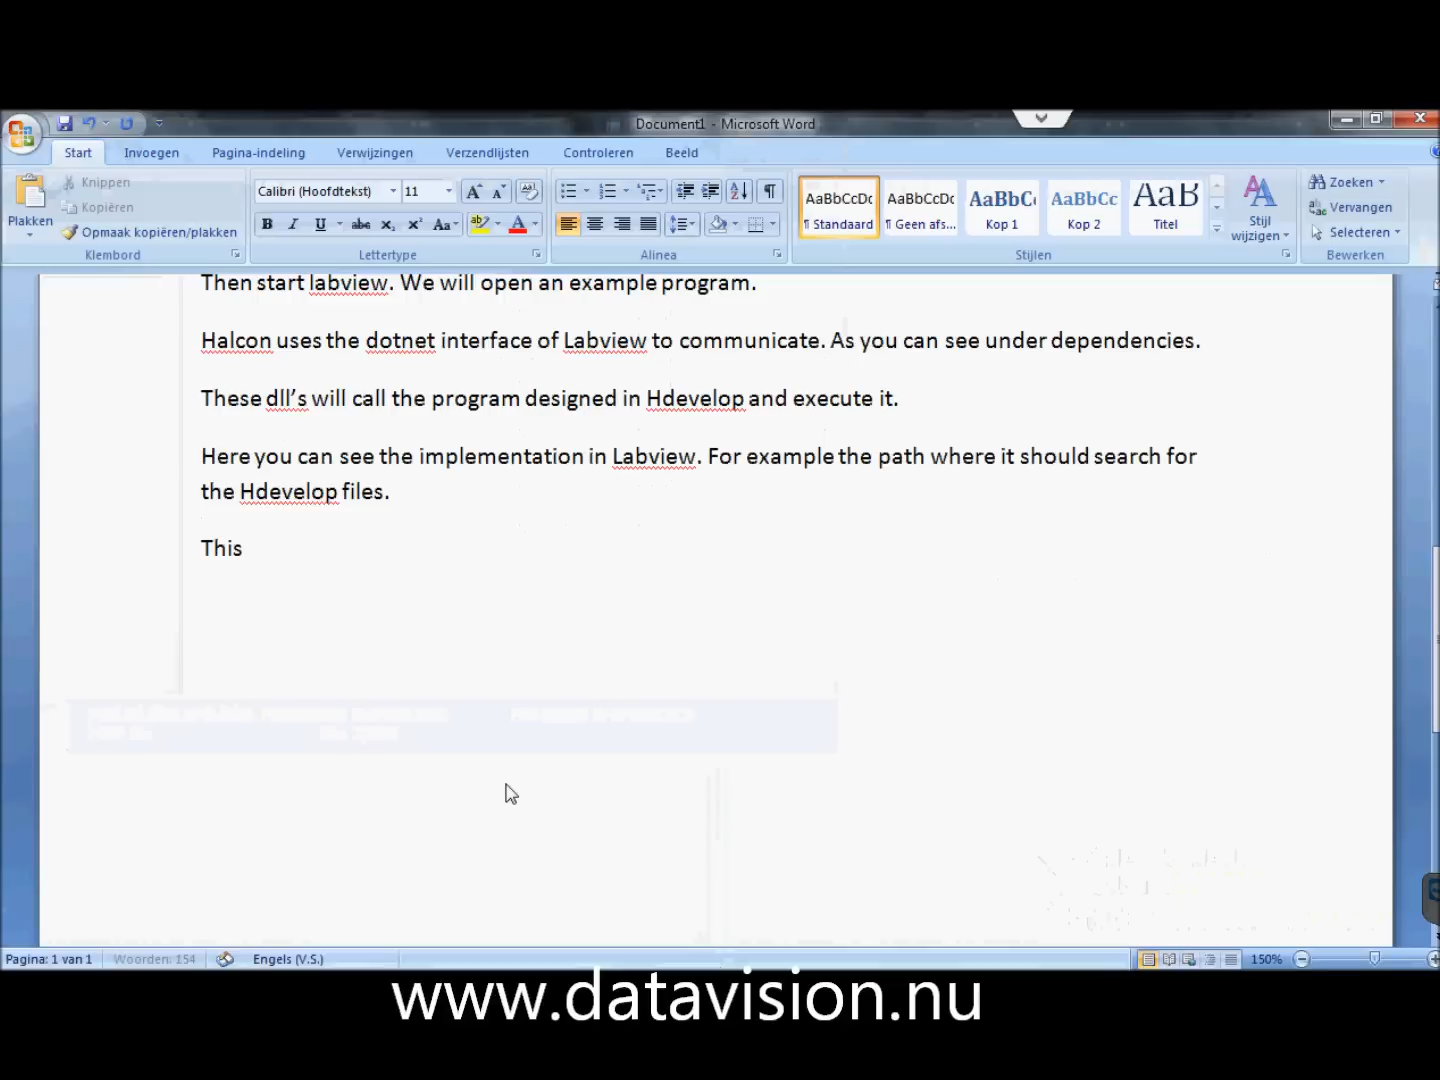 Document1 - Microsoft Word
Start Invoegen Pagina-indeling Verwijzingen Verzendlijsten Controleren Beeld
Plakken
Knippen
Kopiëren
Opmaak kopiëren/plakken
Klembord
Calibri (Hoofdtekst) 11
Lettertype
Alinea
AaBbCcDc AaBbCcDc AaBbC AaBbCc AaB
¶ Standaard ¶ Geen afs... Kop 1 Kop 2 Titel
Stijl
wijzigen
Stijlen
Zoeken
Vervangen
Selecteren
Bewerken
Then start labview. We will open an example program.
Halcon uses the dotnet interface of Labview to communicate. As you can see under dependencies.
These dll’s will call the program designed in Hdevelop and execute it.
Here you can see the implementation in Labview. For example the path where it should search for
the Hdevelop files.
This
Pagina: 1 van 1 Woorden: 154 Engels (V.S.) 150%
www.datavision.nu